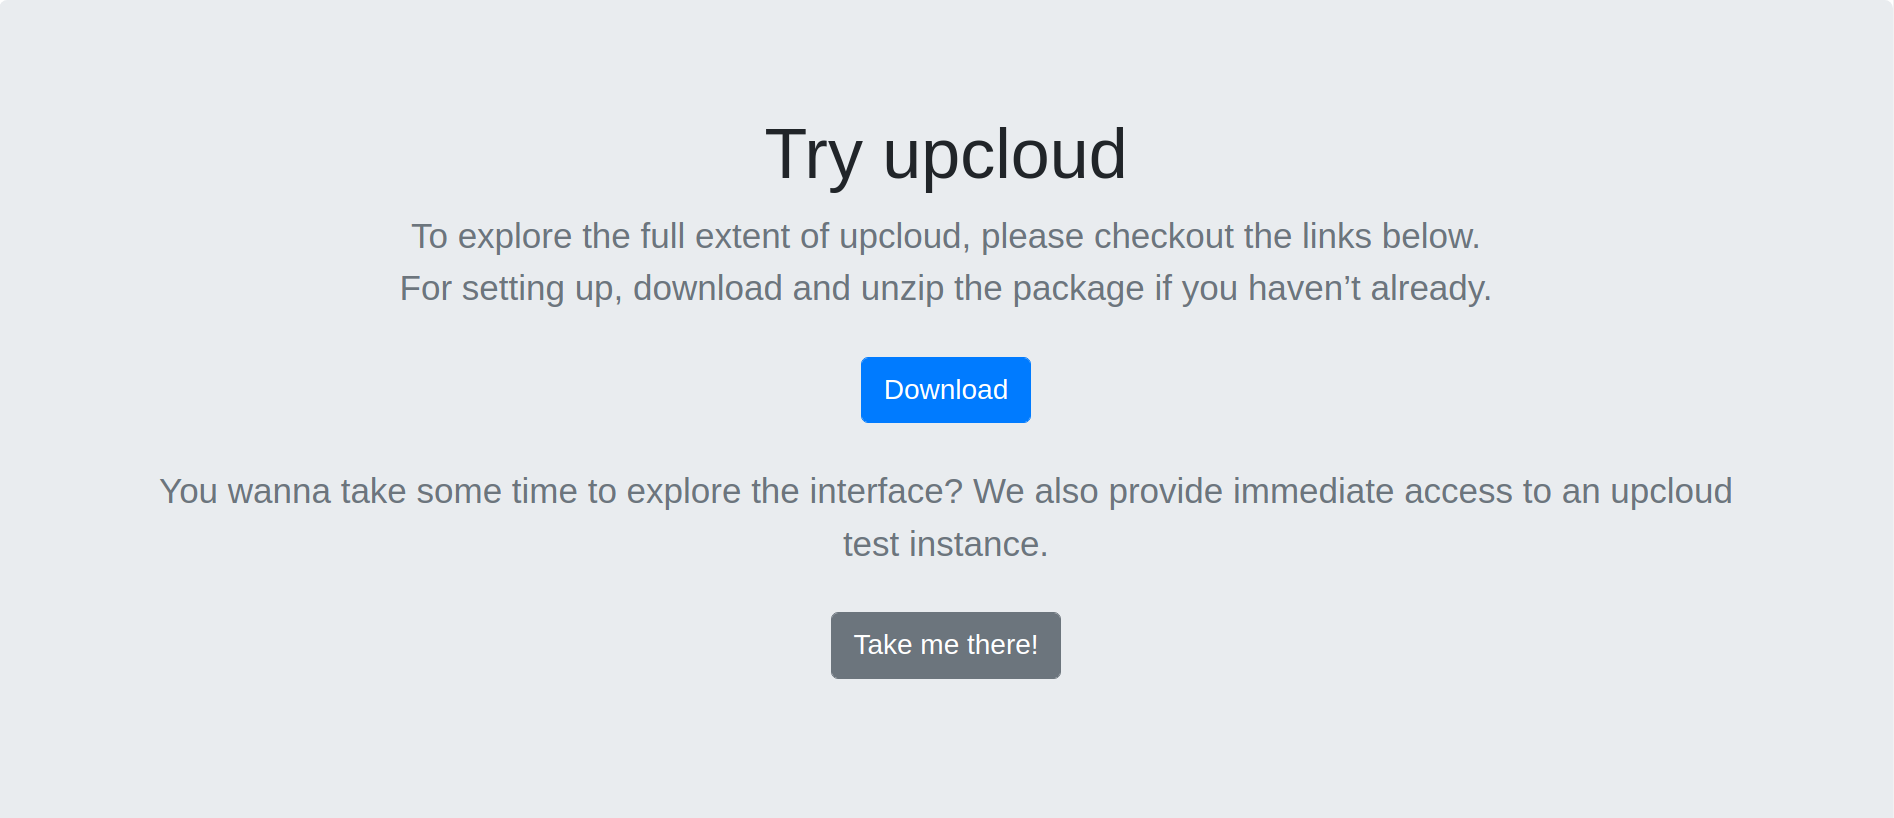 Try upcloud
To explore the full extent of upcloud, please checkout the links below.
For setting up, download and unzip the package if you haven’t already.
Download
You wanna take some time to explore the interface? We also provide immediate access to an upcloud
test instance.
Take me there!